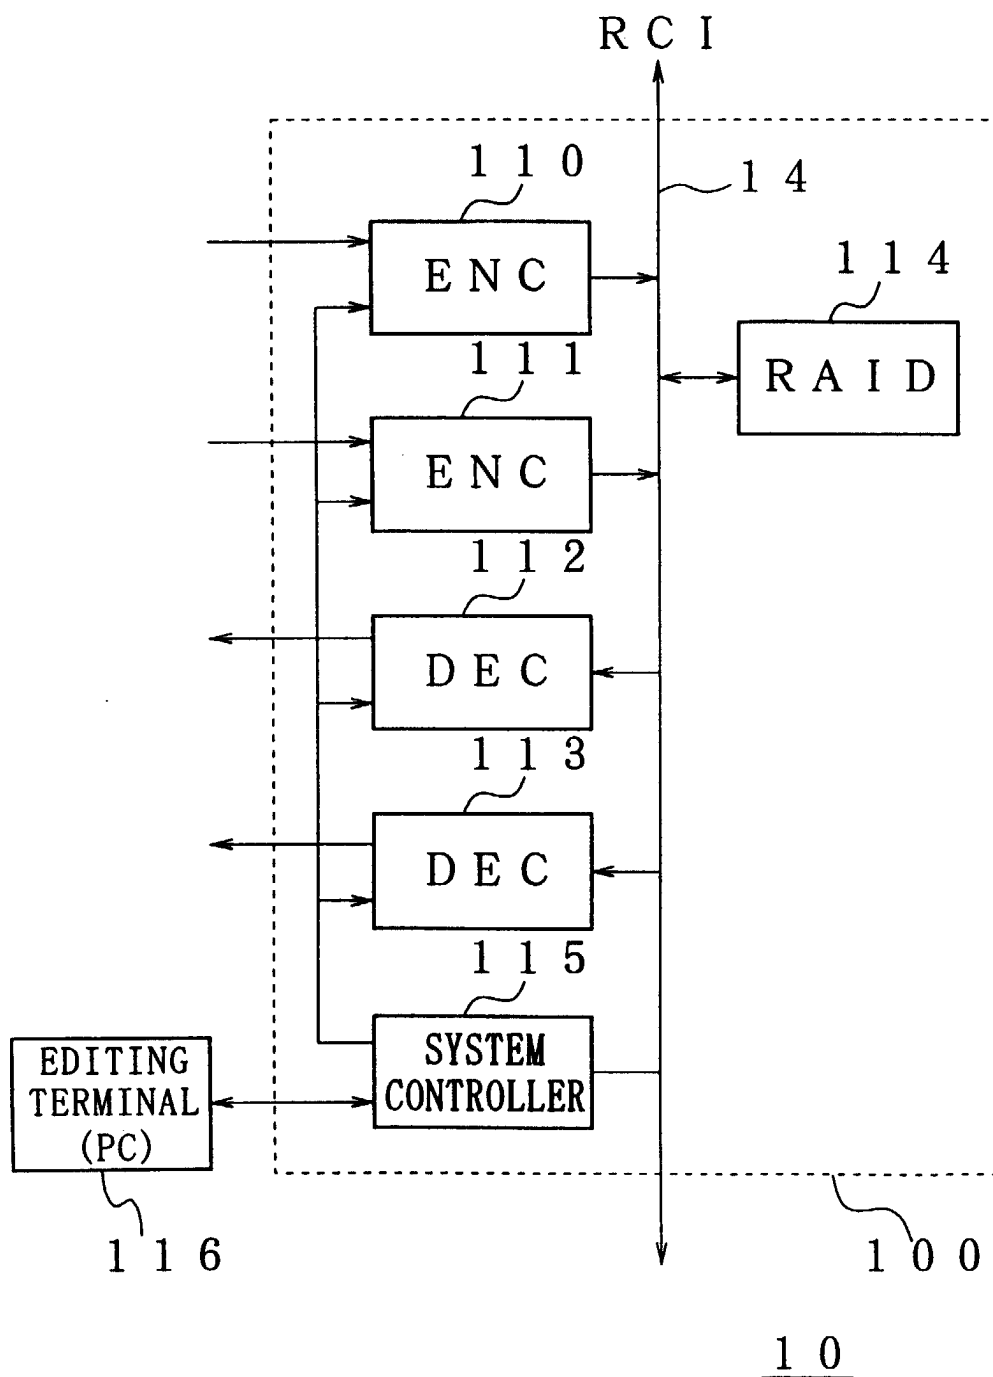 RCI
110
14
ENC
114
RAID
111
ENC
112
DEC
113
DEC
115
SYSTEM
CONTROLLER
EDITING
TERMINAL
(PC)
116
100
10